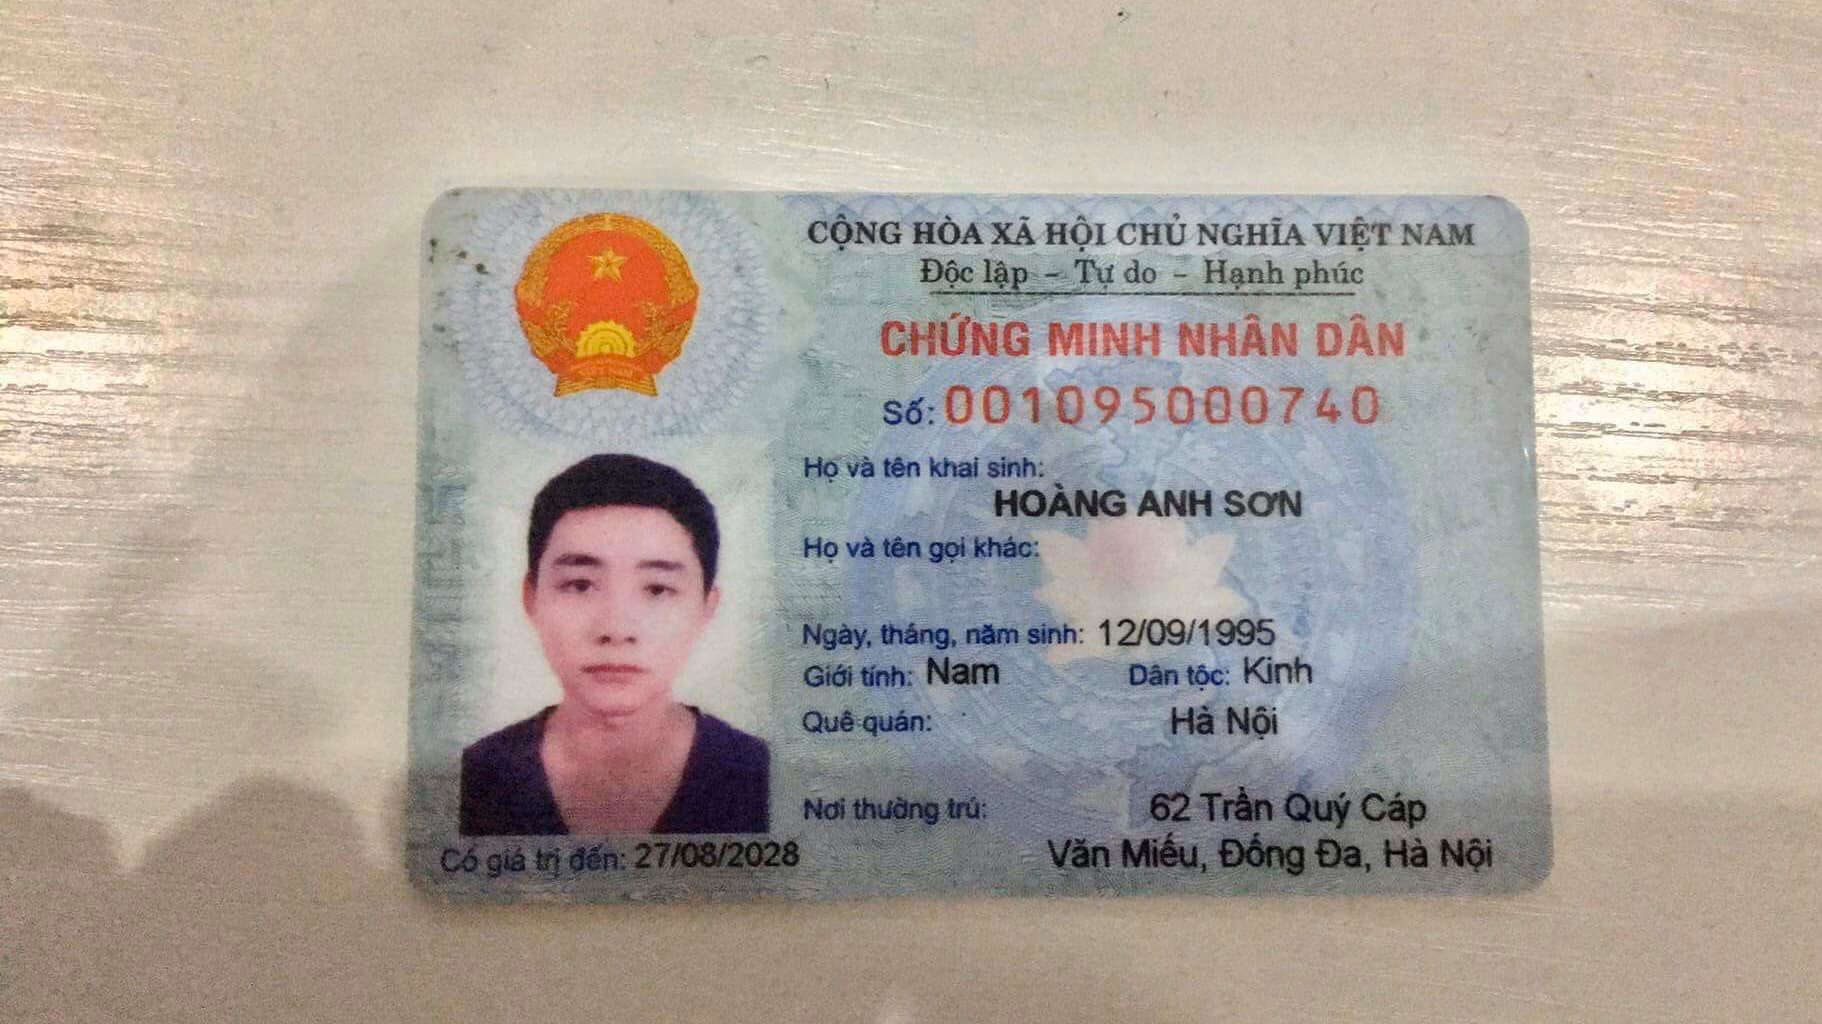 CỘNG HÒA XÃ HỘI CHỦ NGHĨA VIỆT NAM
Độc lập – Tự do – Hạnh phúc
CHỨNG MINH NHÂN DÂN
Số: 001095000740
Họ và tên khai sinh:
HOÀNG ANH SƠN
Họ và tên gọi khác:
Ngày, tháng, năm sinh: 12/09/1995
Giới tính: Nam Dân tộc: Kinh
Quê quán: Hà Nội
Nơi thường trú: 62 Trần Quý Cáp
Văn Miếu, Đống Đa, Hà Nội
Có giá trị đến: 27/08/2028